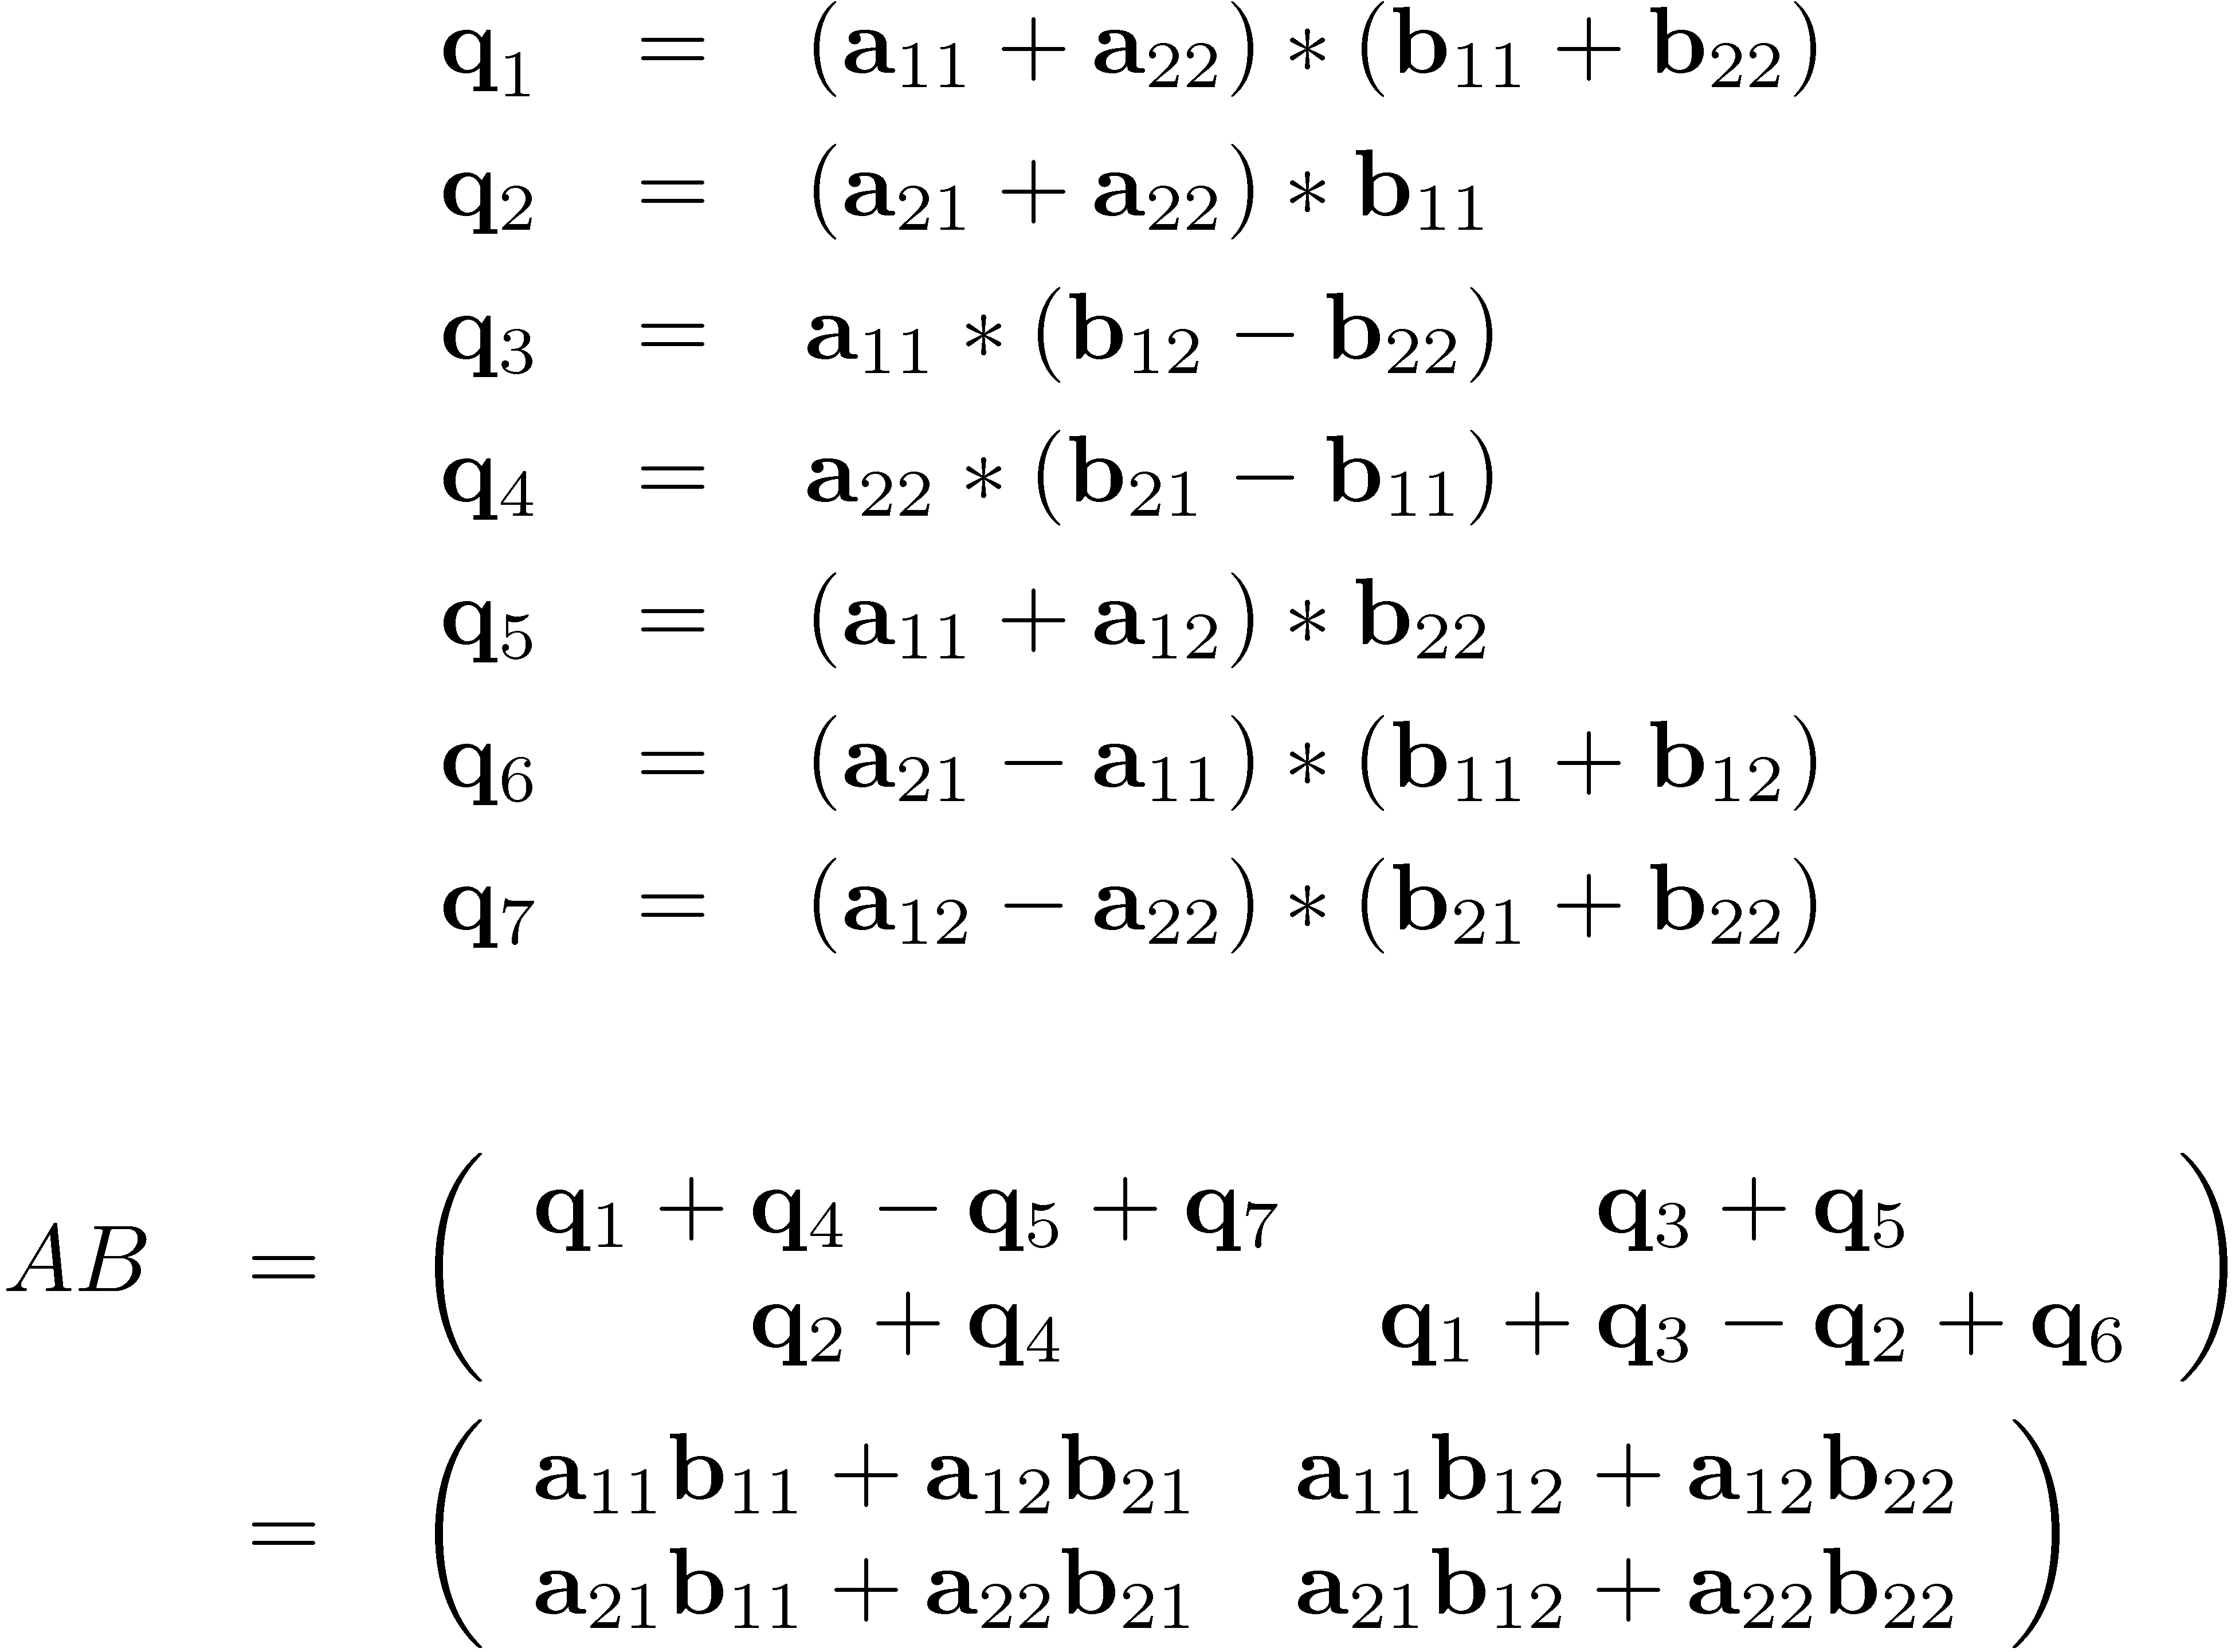 q₁ = (a₁₁ + a₂₂) ∗ (b₁₁ + b₂₂)
q₂ = (a₂₁ + a₂₂) ∗ b₁₁
q₃ = a₁₁ ∗ (b₁₂ − b₂₂)
q₄ = a₂₂ ∗ (b₂₁ − b₁₁)
q₅ = (a₁₁ + a₁₂) ∗ b₂₂
q₆ = (a₂₁ − a₁₁) ∗ (b₁₁ + b₁₂)
q₇ = (a₁₂ − a₂₂) ∗ (b₂₁ + b₂₂)
AB = ( q₁ + q₄ − q₅ + q₇ q₃ + q₅
q₂ + q₄ q₁ + q₃ − q₂ + q₆ )
= ( a₁₁b₁₁ + a₁₂b₂₁ a₁₁b₁₂ + a₁₂b₂₂
a₂₁b₁₁ + a₂₂b₂₁ a₂₁b₁₂ + a₂₂b₂₂ )